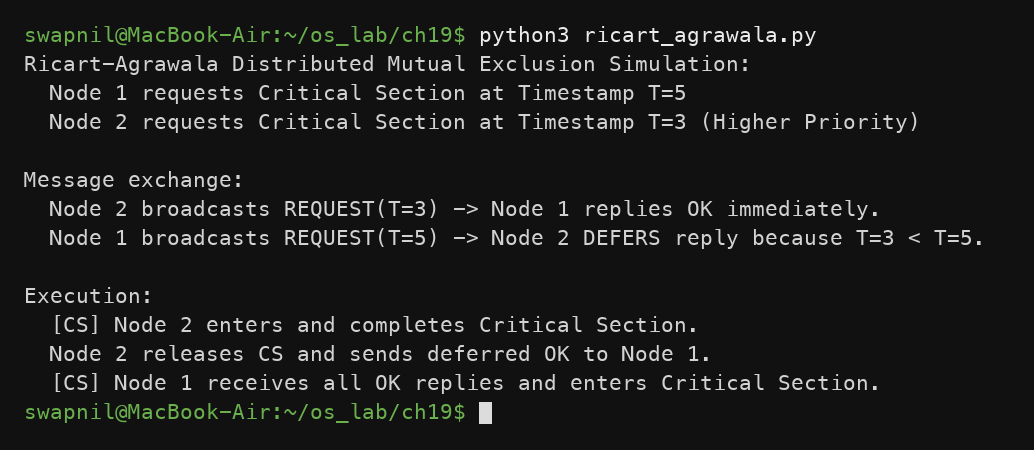 swapnil@MacBook-Air:~/os_lab/ch19$ python3 ricart_agrawala.py
Ricart-Agrawala Distributed Mutual Exclusion Simulation:
  Node 1 requests Critical Section at Timestamp T=5
  Node 2 requests Critical Section at Timestamp T=3 (Higher Priority)

Message exchange:
  Node 2 broadcasts REQUEST(T=3) -> Node 1 replies OK immediately.
  Node 1 broadcasts REQUEST(T=5) -> Node 2 DEFERS reply because T=3 < T=5.

Execution:
  [CS] Node 2 enters and completes Critical Section.
  Node 2 releases CS and sends deferred OK to Node 1.
  [CS] Node 1 receives all OK replies and enters Critical Section.
swapnil@MacBook-Air:~/os_lab/ch19$